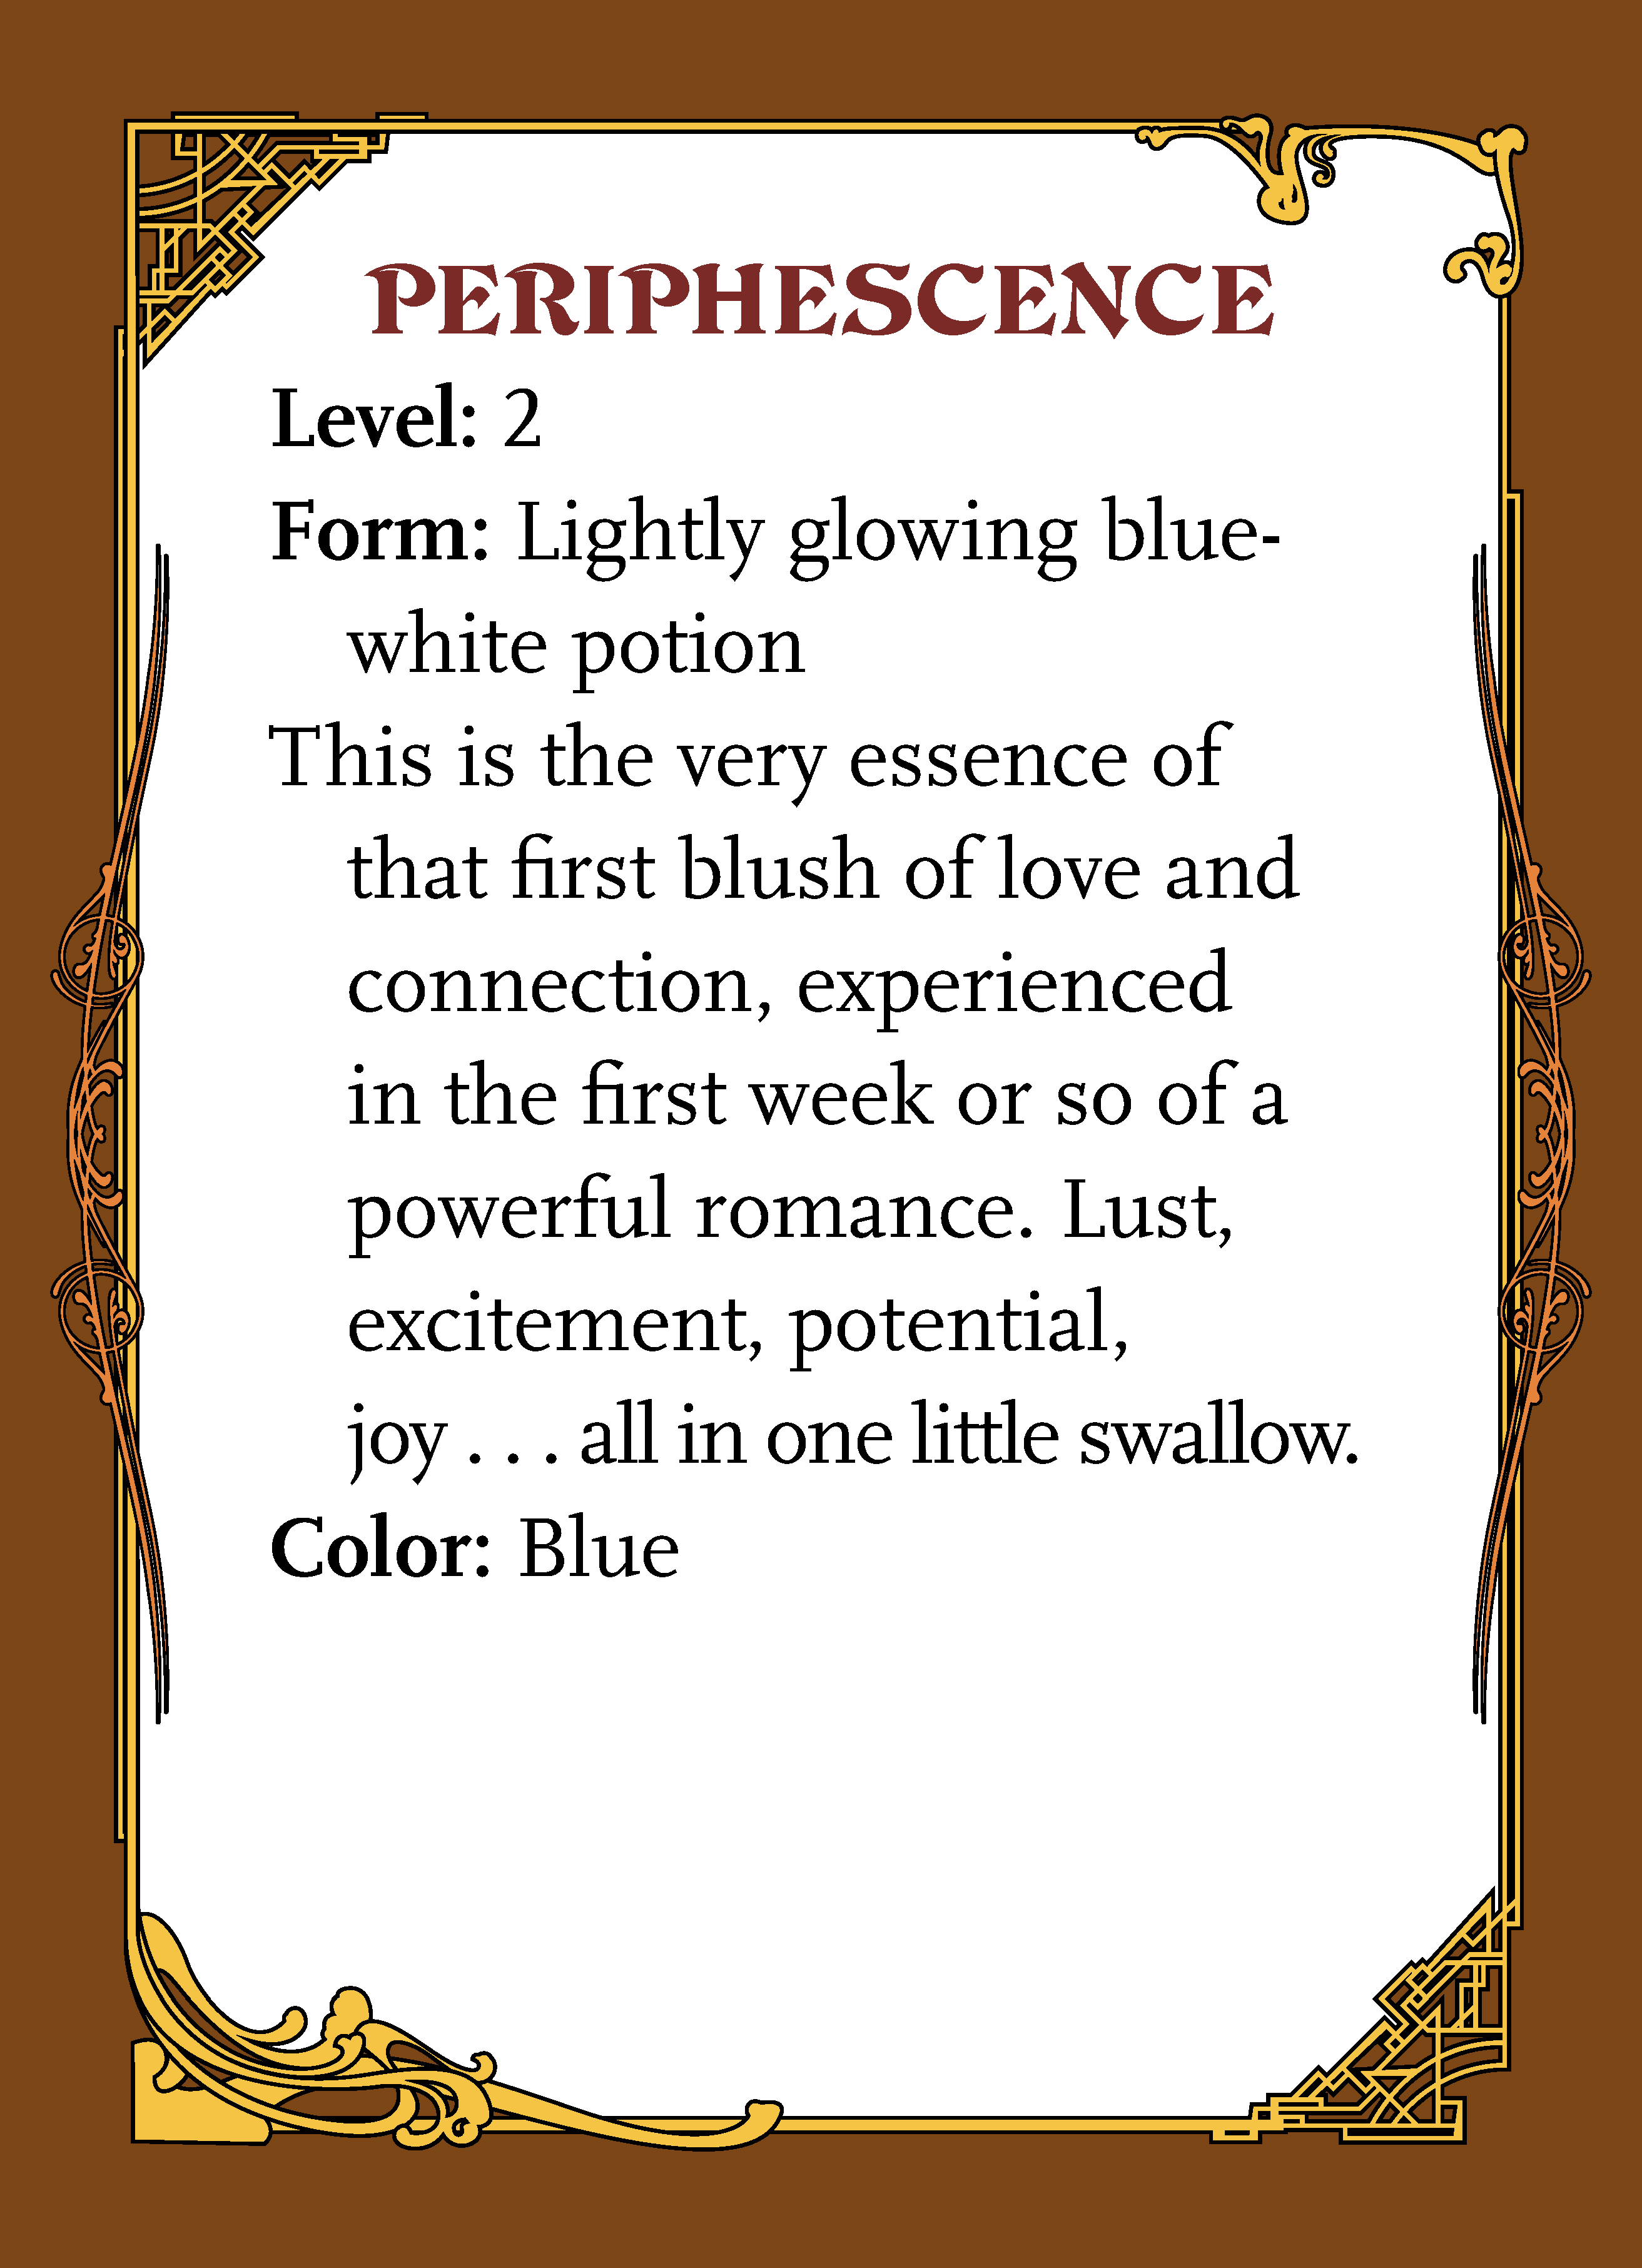 PERIPHESCENCE
Level: 2
Form: Lightly glowing blue-
white potion
This is the very essence of
that first blush of love and
connection, experienced
in the first week or so of a
powerful romance. Lust,
excitement, potential,
joy . . . all in one little swallow.
Color: Blue